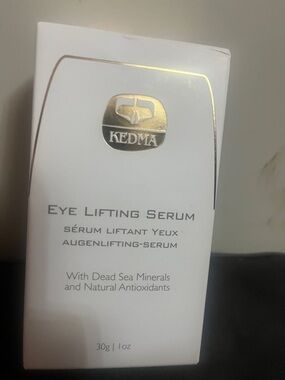 KEDMA
EYE LIFTING SERUM
SÉRUM LIFTANT YEUX
AUGENLIFTING-SERUM
With Dead Sea Minerals
and Natural Antioxidants
30g | 1oz